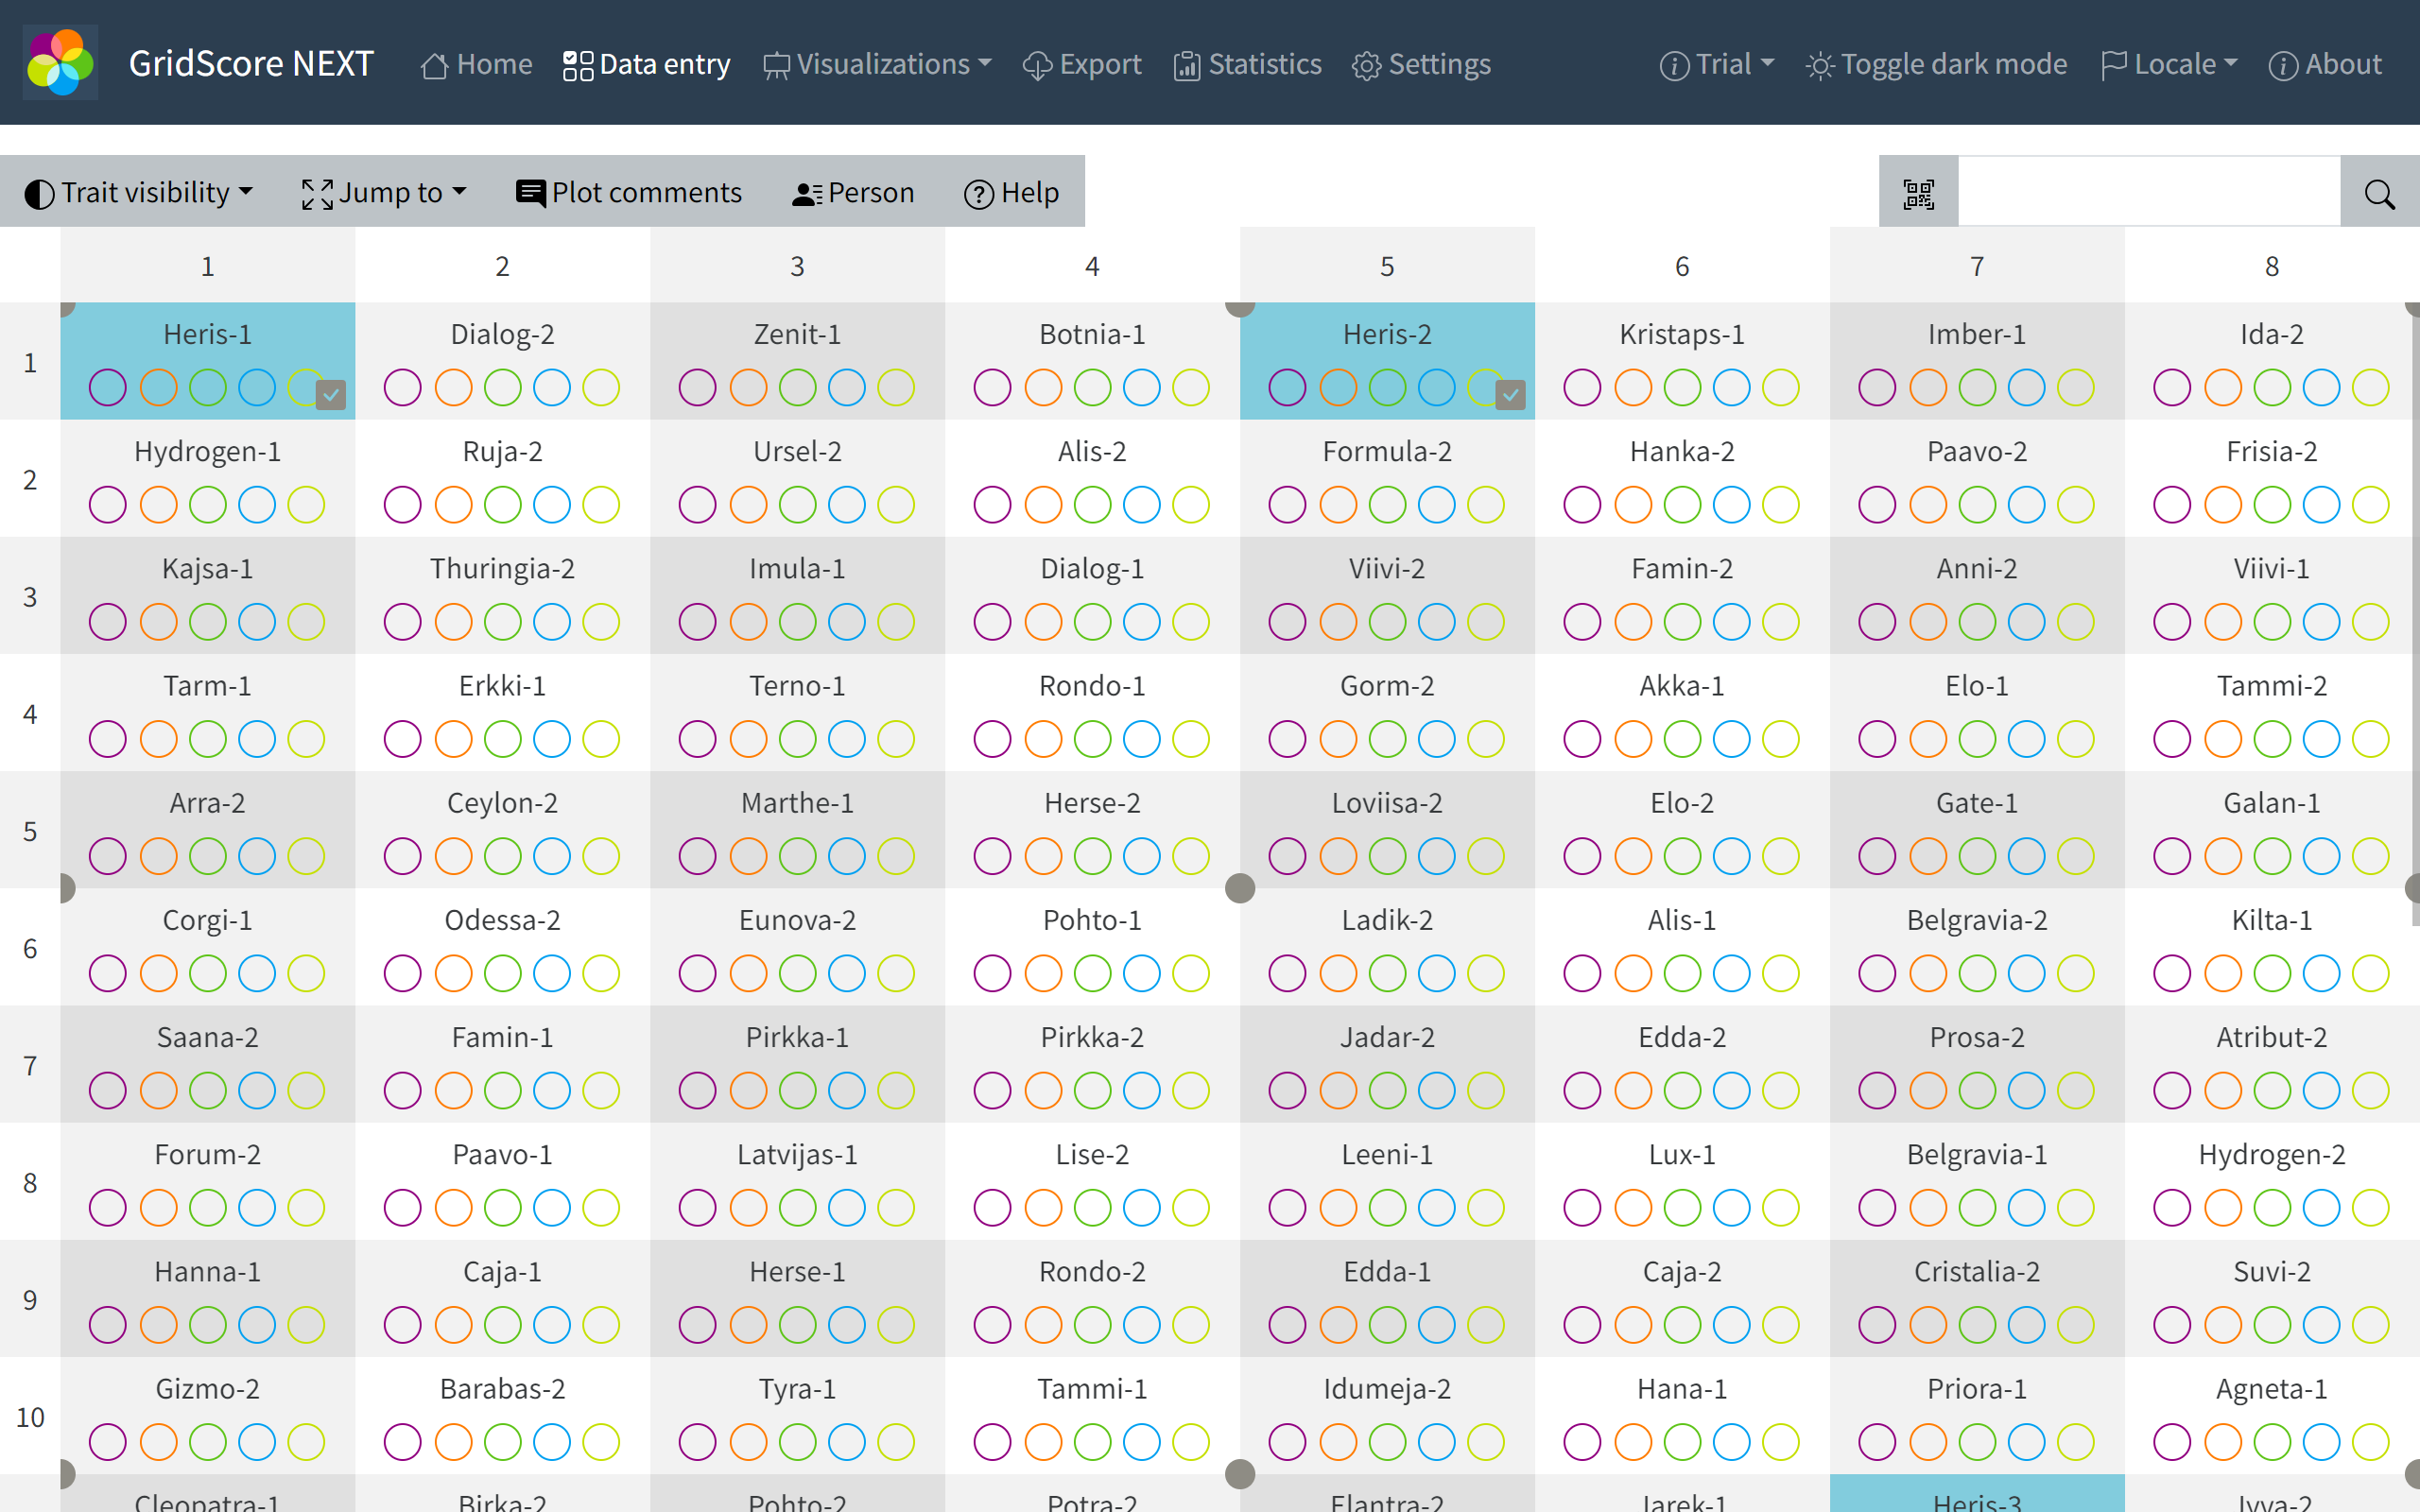 GridScore NEXT Home Data entry Visualizations Export Statistics Settings Trial Toggle dark mode Locale About
Trait visibility Jump to Plot comments Person Help
1 2 3 4 5 6 7 8
1 Heris-1 Dialog-2 Zenit-1 Botnia-1 Heris-2 Kristaps-1 Imber-1 Ida-2
2 Hydrogen-1 Ruja-2 Ursel-2 Alis-2 Formula-2 Hanka-2 Paavo-2 Frisia-2
3 Kajsa-1 Thuringia-2 Imula-1 Dialog-1 Viivi-2 Famin-2 Anni-2 Viivi-1
4 Tarm-1 Erkki-1 Terno-1 Rondo-1 Gorm-2 Akka-1 Elo-1 Tammi-2
5 Arra-2 Ceylon-2 Marthe-1 Herse-2 Loviisa-2 Elo-2 Gate-1 Galan-1
6 Corgi-1 Odessa-2 Eunova-2 Pohto-1 Ladik-2 Alis-1 Belgravia-2 Kilta-1
7 Saana-2 Famin-1 Pirkka-1 Pirkka-2 Jadar-2 Edda-2 Prosa-2 Atribut-2
8 Forum-2 Paavo-1 Latvijas-1 Lise-2 Leeni-1 Lux-1 Belgravia-1 Hydrogen-2
9 Hanna-1 Caja-1 Herse-1 Rondo-2 Edda-1 Caja-2 Cristalia-2 Suvi-2
10 Gizmo-2 Barabas-2 Tyra-1 Tammi-1 Idumeja-2 Hana-1 Priora-1 Agneta-1
Cleopatra-1 Birka-2 Pohto-2 Potra-2 Elantra-2 Jarek-1 Heris-3 Jyva-2